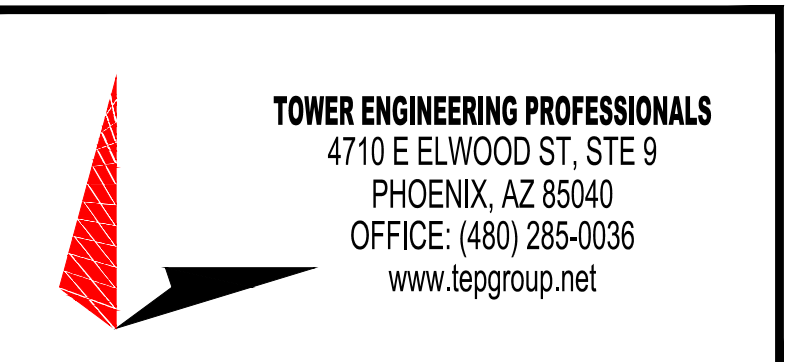 TOWER ENGINEERING PROFESSIONALS
4710 E ELWOOD ST, STE 9
PHOENIX, AZ 85040
OFFICE: (480) 285-0036
www.tepgroup.net